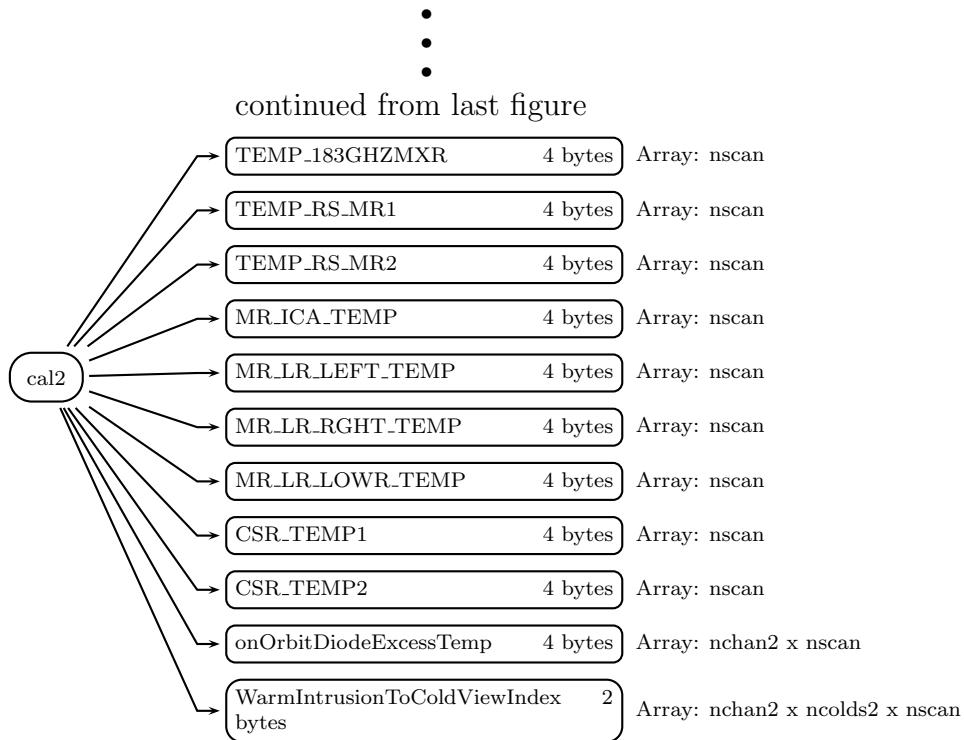 continued from last figure
TEMP_183GHZMXR 4 bytes Array: nscan
TEMP_RS_MR1 4 bytes Array: nscan
TEMP_RS_MR2 4 bytes Array: nscan
MR_ICA_TEMP 4 bytes Array: nscan
cal2
MR_LR_LEFT_TEMP 4 bytes Array: nscan
MR_LR_RGHT_TEMP 4 bytes Array: nscan
MR_LR_LOWR_TEMP 4 bytes Array: nscan
CSR_TEMP1 4 bytes Array: nscan
CSR_TEMP2 4 bytes Array: nscan
onOrbitDiodeExcessTemp 4 bytes Array: nchan2 x nscan
WarmIntrusionToColdViewIndex 2
bytes
Array: nchan2 x ncolds2 x nscan